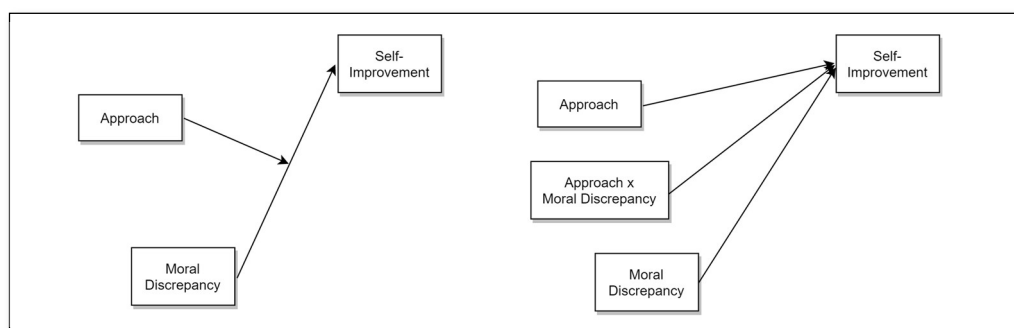 Self-
Improvement
Approach
Moral
Discrepancy
Self-
Improvement
Approach
Approach x
Moral Discrepancy
Moral
Discrepancy